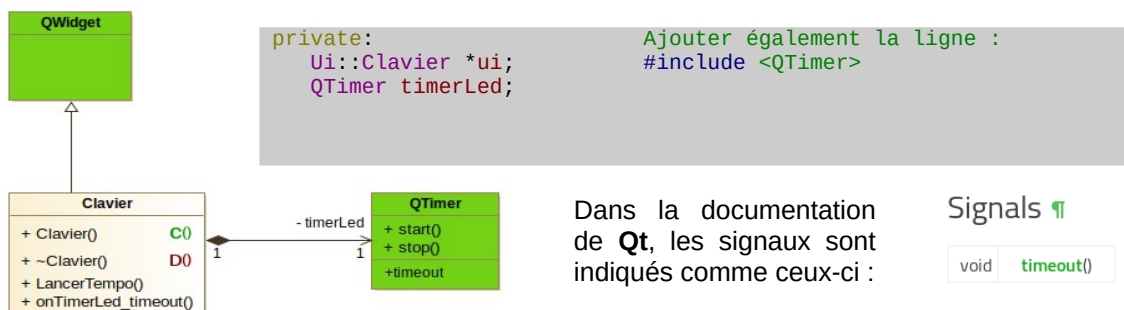 QWidget
private:
Ui::Clavier *ui;
QTimer timerLed;
Ajouter également la ligne :
#include <QTimer>
Clavier
+ Clavier() C()
+ ~Clavier() D()
+ LancerTempo()
+ onTimerLed_timeout()
1
- timerLed
1
QTimer
+ start()
+ stop()
+timeout
Dans la documentation
de Qt, les signaux sont
indiqués comme ceux-ci :
Signals ¶
void timeout()